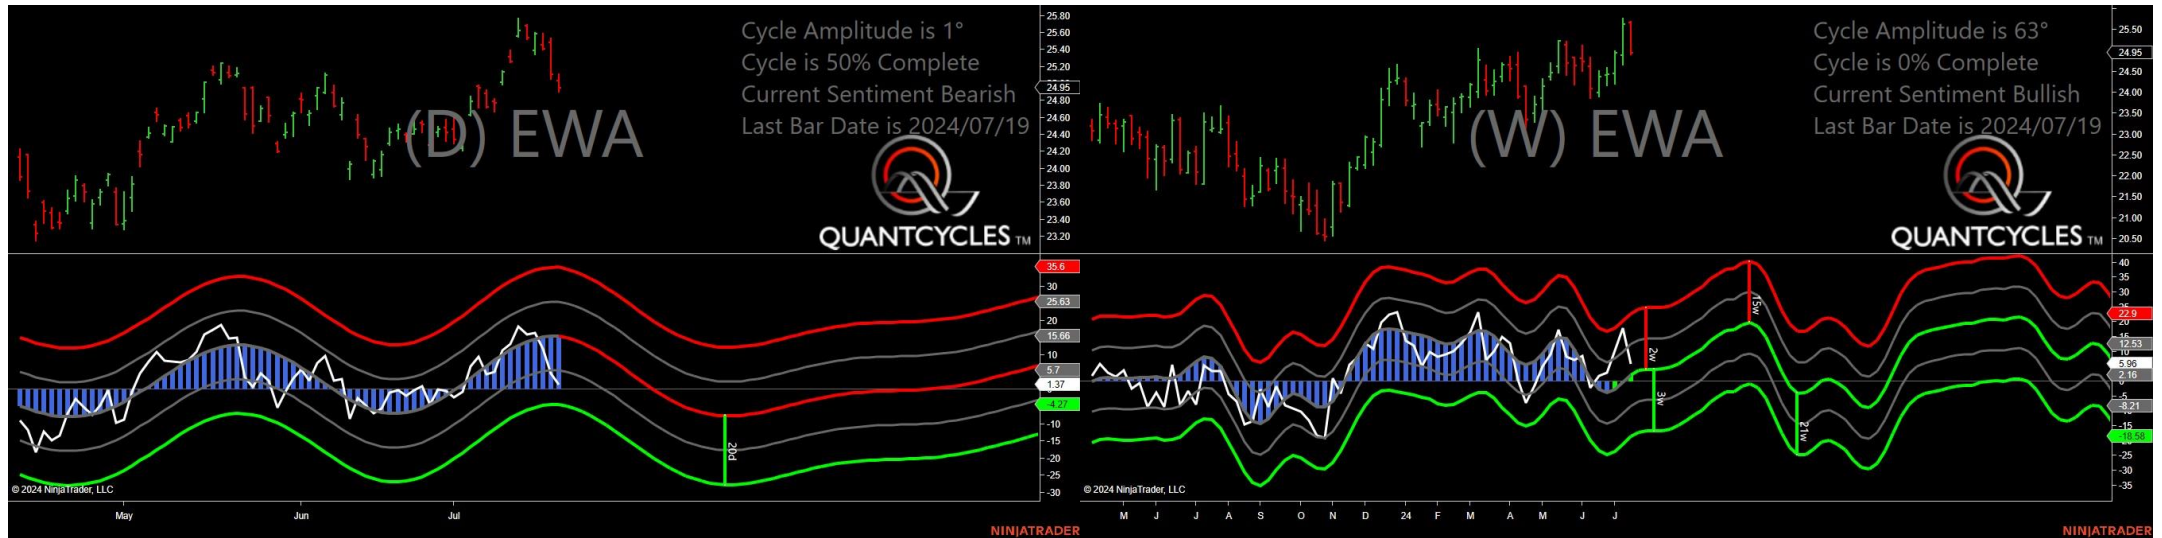 Cycle Amplitude is 1°
Cycle is 50% Complete
Current Sentiment Bearish
Last Bar Date is 2024/07/19
(D) EWA
QUANTCYCLES TM
25.80
25.60
25.40
25.20
24.95
24.80
24.60
24.40
24.20
24.00
23.80
23.60
23.40
23.20
35.6
30
25.63
20
15.66
10
5.7
1.37
-4.27
-10
-15
-20
-25
-30
20d
© 2024 NinjaTrader, LLC
May
Jun
Jul
NINJATRADER
Cycle Amplitude is 63°
Cycle is 0% Complete
Current Sentiment Bullish
Last Bar Date is 2024/07/19
(W) EWA
QUANTCYCLES TM
25.50
24.95
24.50
24.00
23.50
23.00
22.50
22.00
21.50
21.00
20.50
40
35
30
25
22.9
20
12.53
10
5.96
2.16
-5
-8.21
-15
-18.58
-25
-30
-35
2w
3w
15w
21w
© 2024 NinjaTrader, LLC
M
J
J
A
S
O
N
D
24
F
M
A
M
J
J
NINJATRADER